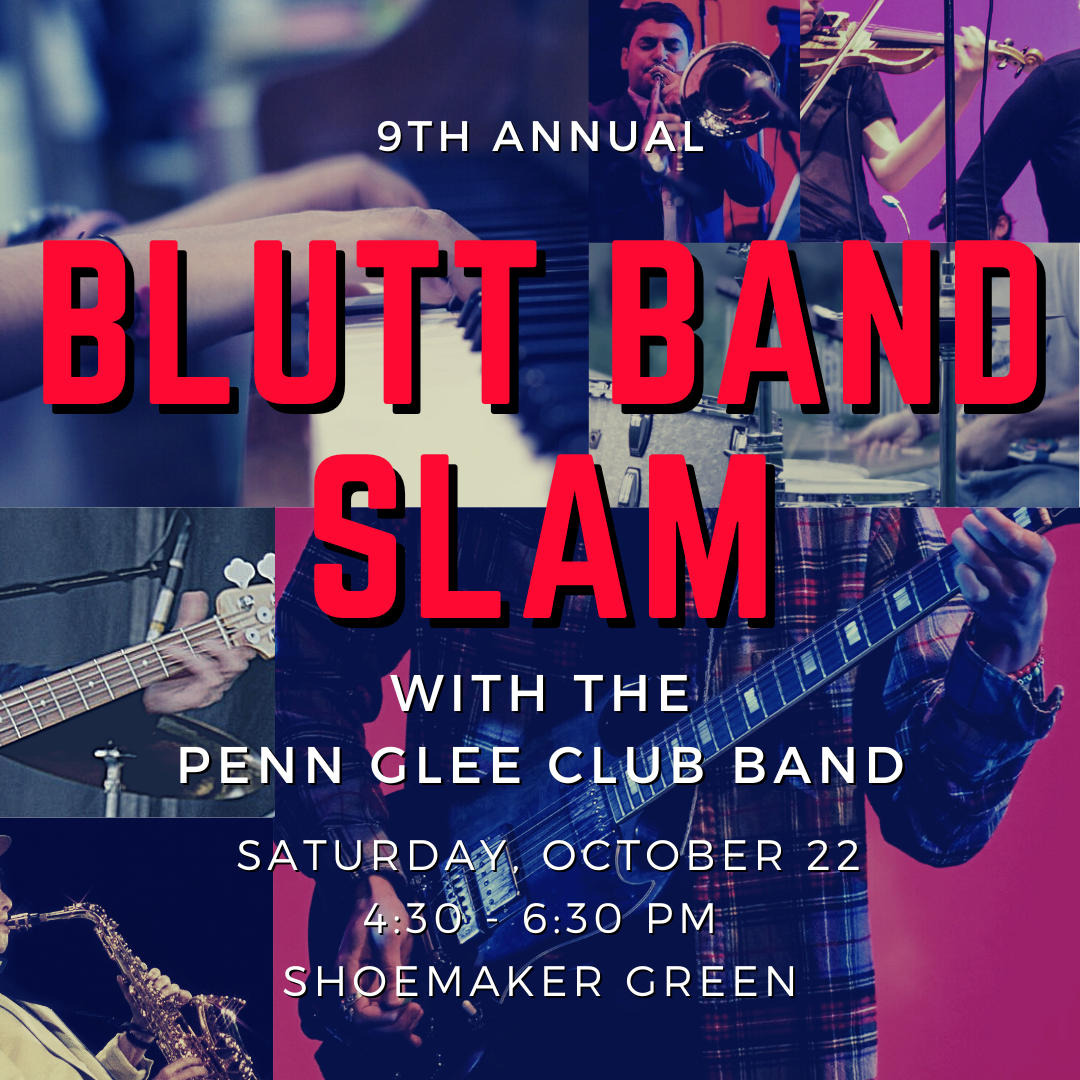 9TH ANNUAL
BLUTT BAND
SLAM
WITH THE
PENN GLEE CLUB BAND
SATURDAY, OCTOBER 22
4:30 - 6:30 PM
SHOEMAKER GREEN